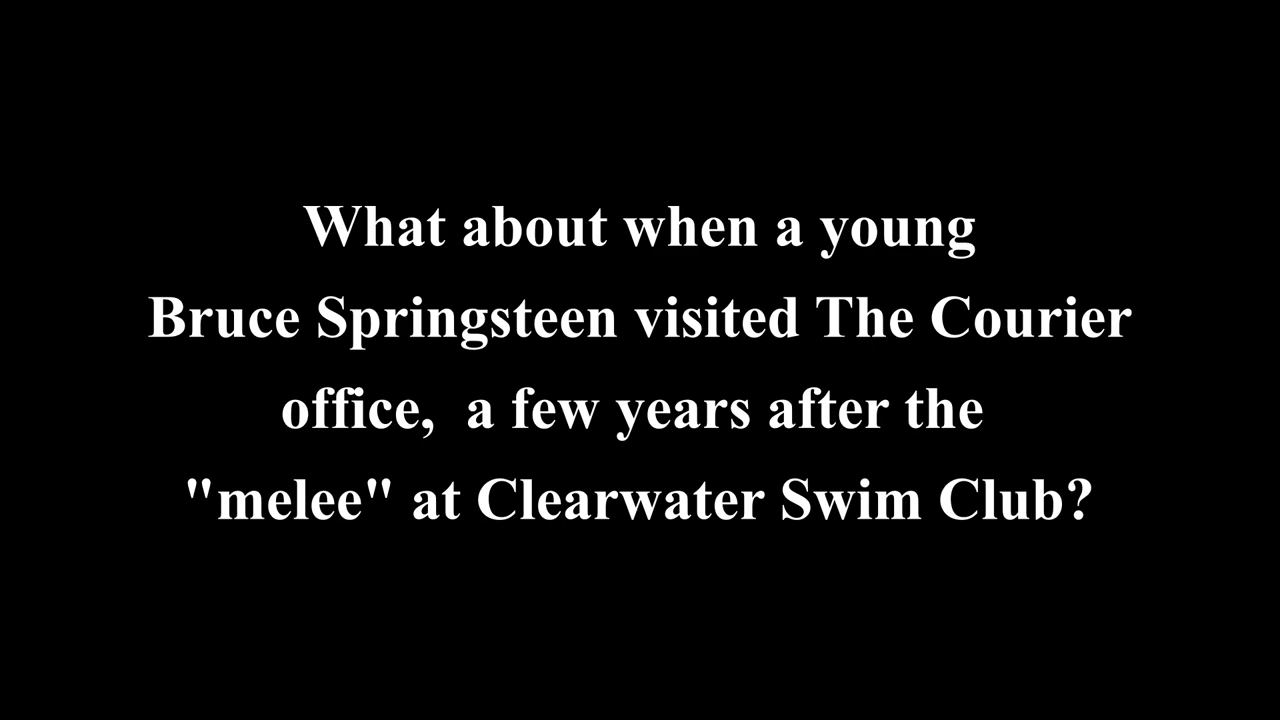 What about when a young
Bruce Springsteen visited The Courier
office,  a few years after the
"melee" at Clearwater Swim Club?